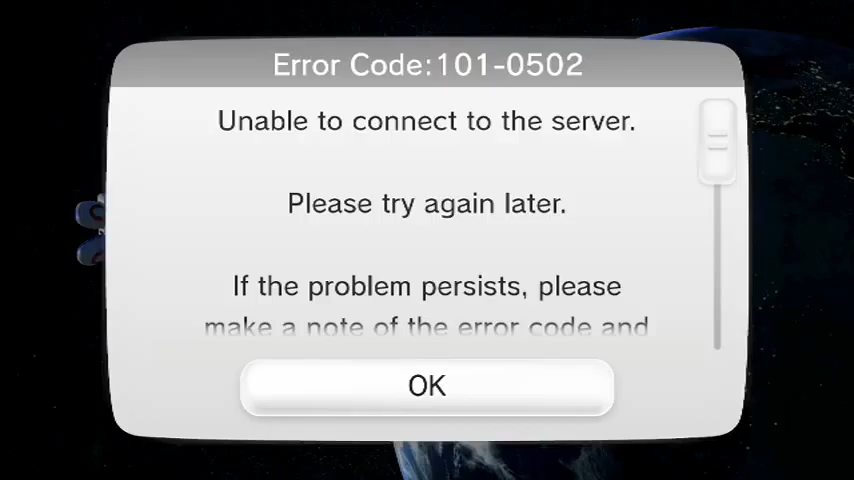 Error Code:101-0502
Unable to connect to the server.
Please try again later.
If the problem persists, please
make a note of the error code and
OK